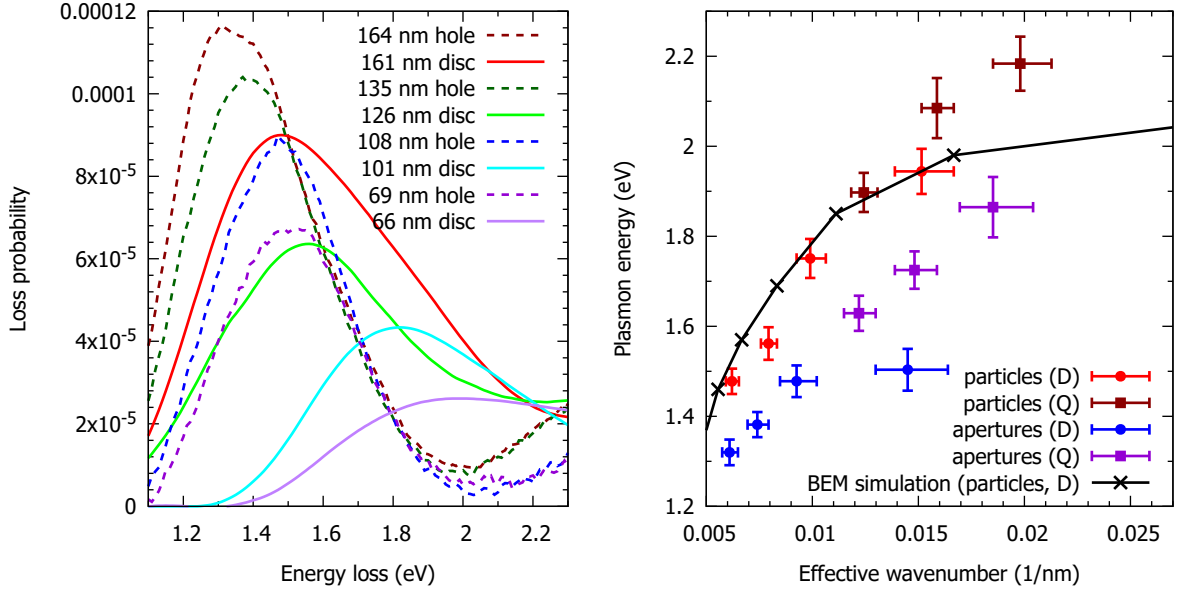 0.00012
0.0001
8x10-5
6x10-5
4x10-5
2x10-5
0
Loss probability
164 nm hole
161 nm disc
135 nm hole
126 nm disc
108 nm hole
101 nm disc
69 nm hole
66 nm disc
1.2 1.4 1.6 1.8 2 2.2
Energy loss (eV)
2.2
2
1.8
1.6
1.4
1.2
Plasmon energy (eV)
particles (D)
particles (Q)
apertures (D)
apertures (Q)
BEM simulation (particles, D)
0.005 0.01 0.015 0.02 0.025
Effective wavenumber (1/nm)